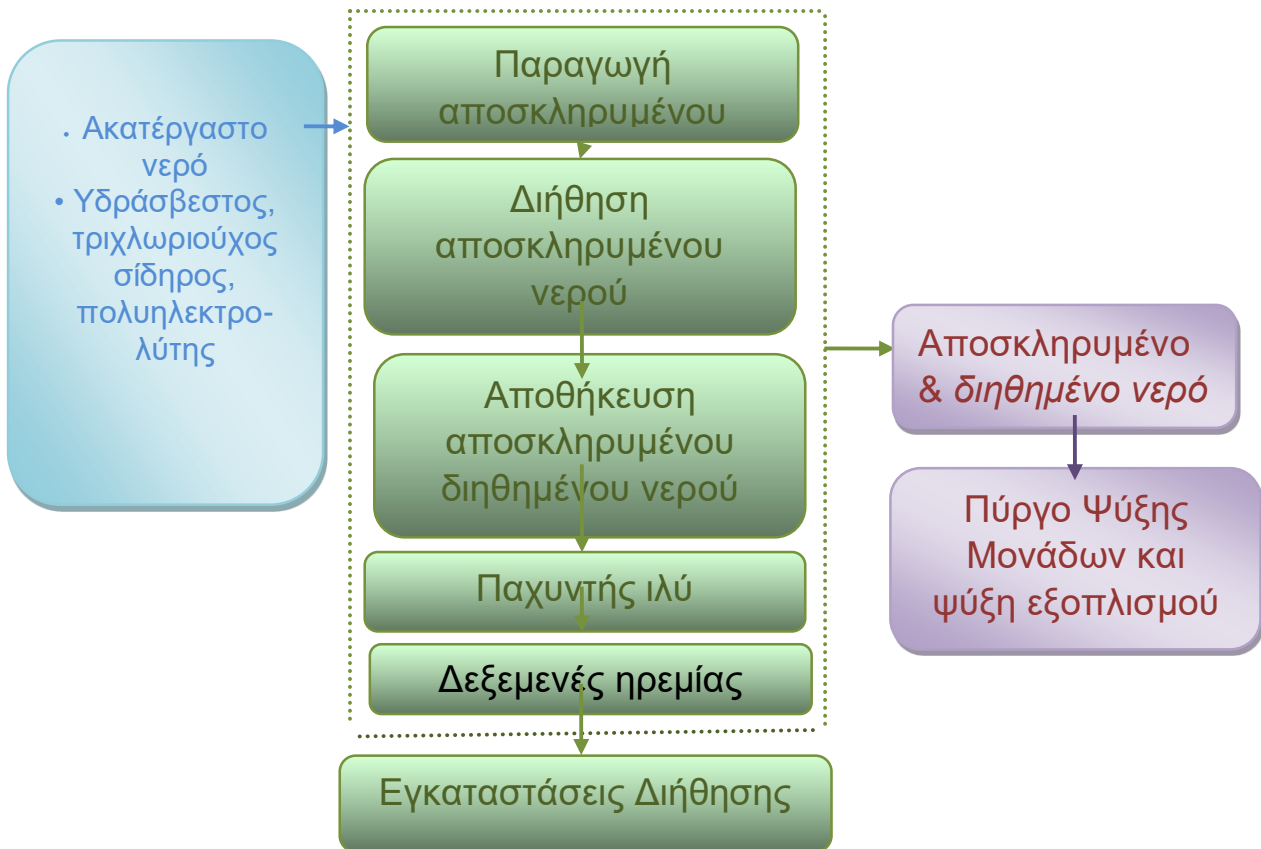 Ακατέργαστο
νερό
• Υδράσβεστος,
τριχλωριούχος
σίδηρος,
πολυηλεκτρο-
λύτης
Παραγωγή
αποσκληρυμένου
Διήθηση
αποσκληρυμένου
νερού
Αποθήκευση
αποσκληρυμένου
διηθημένου νερού
Παχυντής ιλύ
Δεξεμενές ηρεμίας
Εγκαταστάσεις Διήθησης
Αποσκληρυμένο
& διηθημένο νερό
Πύργο Ψύξης
Μονάδων και
ψύξη εξοπλισμού